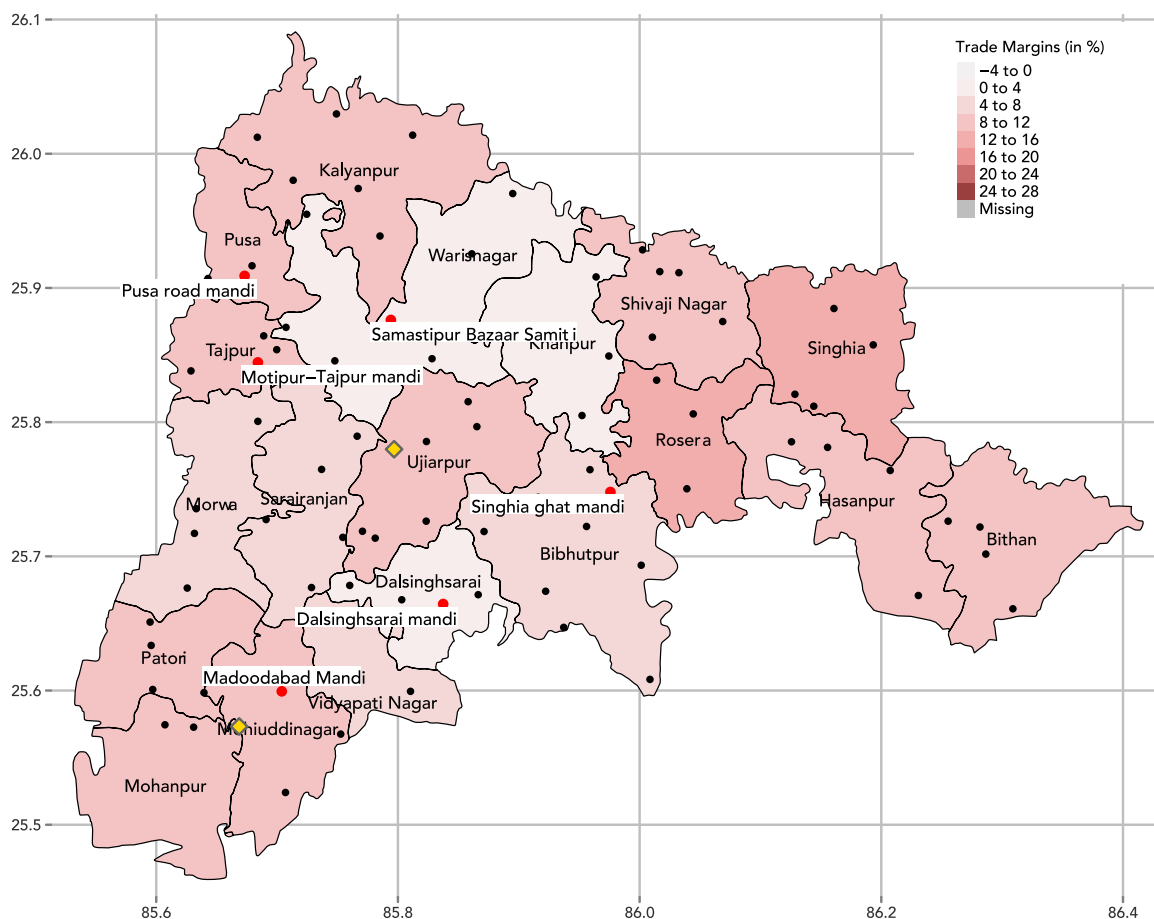 26.1
Trade Margins (in %)
−4 to 0
0 to 4
4 to 8
8 to 12
12 to 16
16 to 20
20 to 24
24 to 28
Missing
26.0
Kalyanpur
Pusa
Warisnagar
25.9
Pusa road mandi
Shivaji Nagar
Samastipur Bazaar Samiti
Khanpur
Singhia
Tajpur
Motipur−Tajpur mandi
25.8
Rosera
Ujiarpur
Morwa
Sarairanjan
Singhia ghat mandi
Hasanpur
25.7
Bibhutpur
Bithan
Dalsinghsarai
Dalsinghsarai mandi
Patori
Madoodabad Mandi
25.6
Vidyapati Nagar
Mohiuddinagar
Mohanpur
25.5
85.6
85.8
86.0
86.2
86.4